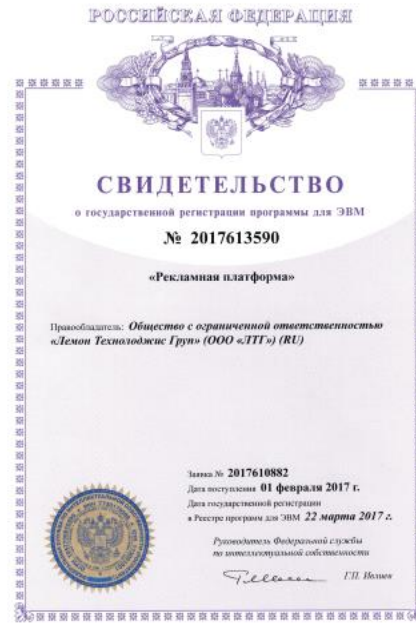 РОССИЙСКАЯ ФЕДЕРАЦИЯ
СВИДЕТЕЛЬСТВО
о государственной регистрации программы для ЭВМ
№ 2017613590
«Рекламная платформа»
Правообладатель: Общество с ограниченной ответственностью
«Лемон Технолоджис Груп» (ООО «ЛТГ») (RU)
Заявка № 2017610882
Дата поступления 01 февраля 2017 г.
Дата государственной регистрации
в Реестре программ для ЭВМ 22 марта 2017 г.
Руководитель Федеральной службы
по интеллектуальной собственности
Г.П. Ивлиев